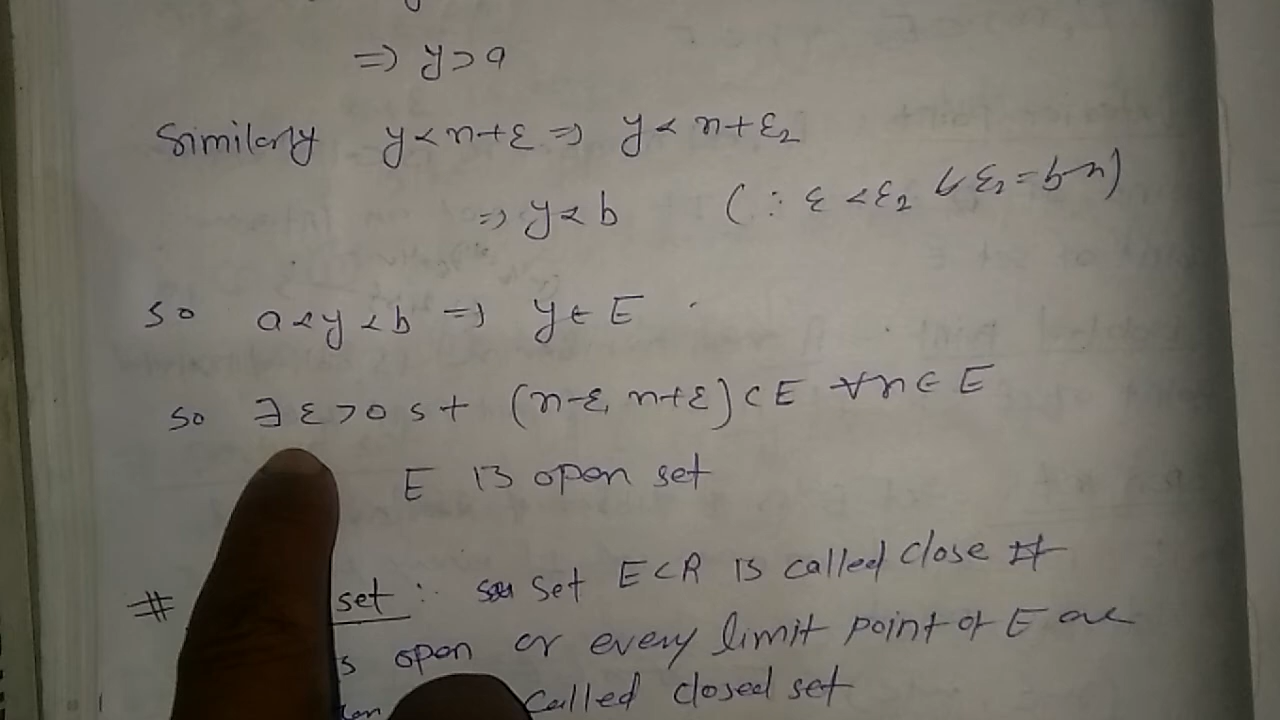 => y > a
Similarly y < n + ε => y < n + ε₂
=> y < b (∵ ε < ε₂ & ε₂ = b - n)
so a < y < b => y ∈ E
so ∃ ε > 0 s t (n - ε, n + ε) ⊂ E ∀ n ∈ E
E is open set
# set : Set E ⊂ R is called close #
s open or every limit point of E are
called closed set